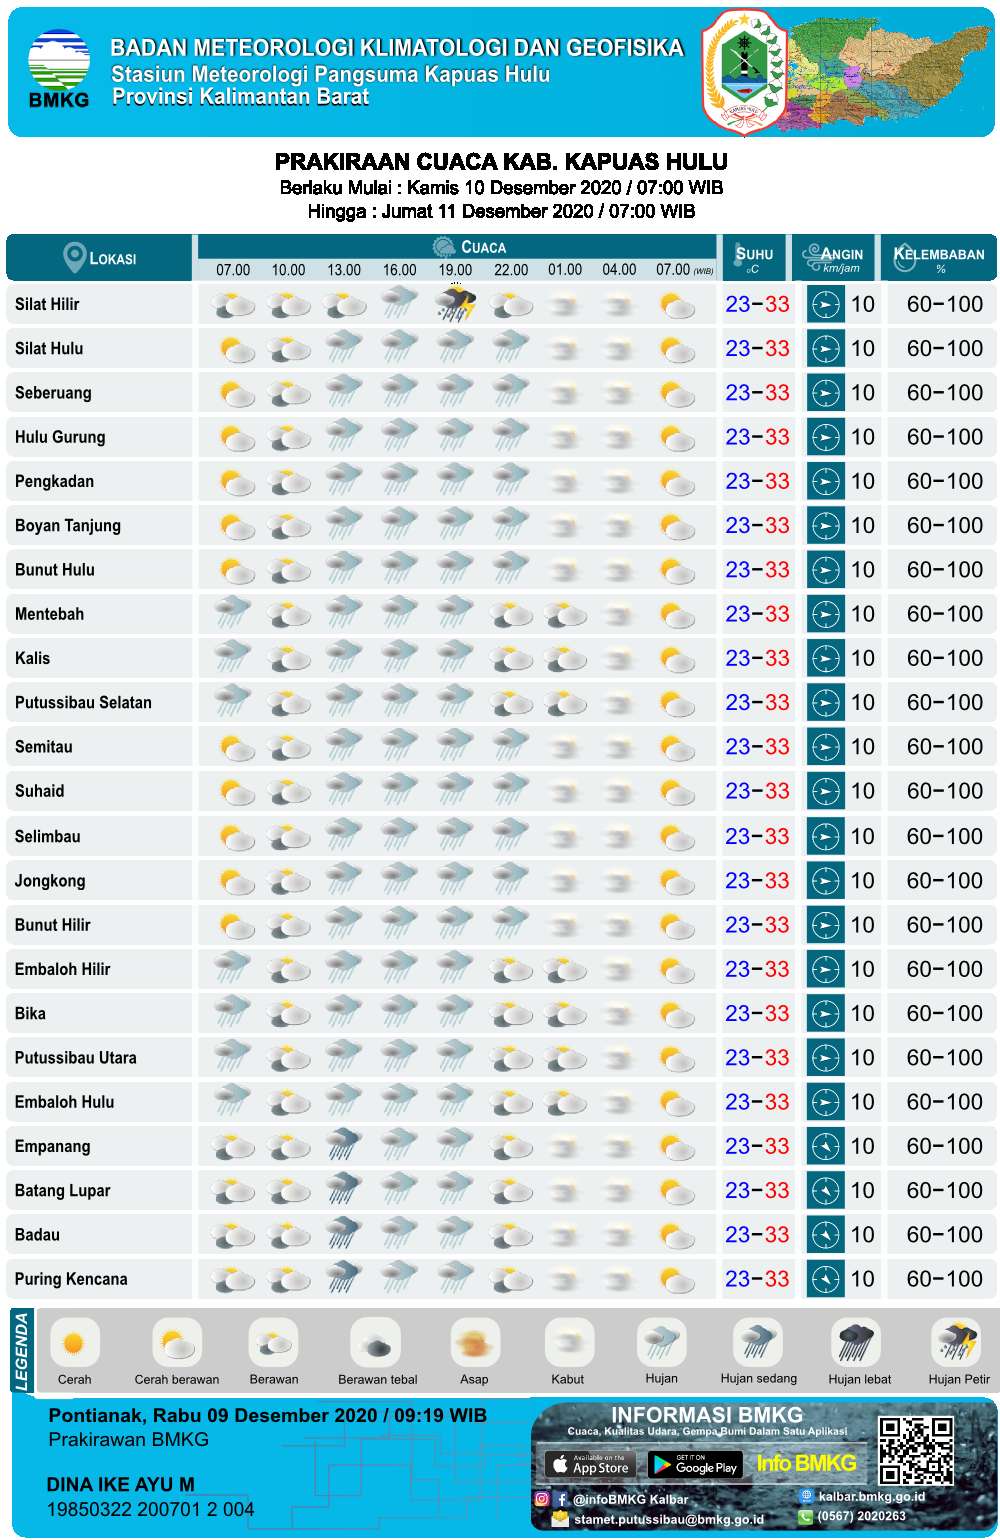 BMKG
BADAN METEOROLOGI KLIMATOLOGI DAN GEOFISIKA
Stasiun Meteorologi Pangsuma Kapuas Hulu
Provinsi Kalimantan Barat
KAPUAS HULU
PRAKIRAAN CUACA KAB. KAPUAS HULU
Berlaku Mulai : Kamis 10 Desember 2020 / 07:00 WIB
Hingga : Jumat 11 Desember 2020 / 07:00 WIB
LOKASI CUACA SUHU °C ANGIN km/jam KELEMBABAN %
07.00 10.00 13.00 16.00 19.00 22.00 01.00 04.00 07.00 (WIB)
Silat Hilir 23-33 10 60-100
Silat Hulu 23-33 10 60-100
Seberuang 23-33 10 60-100
Hulu Gurung 23-33 10 60-100
Pengkadan 23-33 10 60-100
Boyan Tanjung 23-33 10 60-100
Bunut Hulu 23-33 10 60-100
Mentebah 23-33 10 60-100
Kalis 23-33 10 60-100
Putussibau Selatan 23-33 10 60-100
Semitau 23-33 10 60-100
Suhaid 23-33 10 60-100
Selimbau 23-33 10 60-100
Jongkong 23-33 10 60-100
Bunut Hilir 23-33 10 60-100
Embaloh Hilir 23-33 10 60-100
Bika 23-33 10 60-100
Putussibau Utara 23-33 10 60-100
Embaloh Hulu 23-33 10 60-100
Empanang 23-33 10 60-100
Batang Lupar 23-33 10 60-100
Badau 23-33 10 60-100
Puring Kencana 23-33 10 60-100
LEGENDA
Cerah Cerah berawan Berawan Berawan tebal Asap Kabut Hujan Hujan sedang Hujan lebat Hujan Petir
Pontianak, Rabu 09 Desember 2020 / 09:19 WIB
Prakirawan BMKG
DINA IKE AYU M
19850322 200701 2 004
INFORMASI BMKG
Cuaca, Kualitas Udara, Gempa Bumi Dalam Satu Aplikasi
Available on the
App Store
GET IT ON
Google Play
Info BMKG
@infoBMKG Kalbar
kalbar.bmkg.go.id
stamet.putussibau@bmkg.go.id
(0567) 2020263